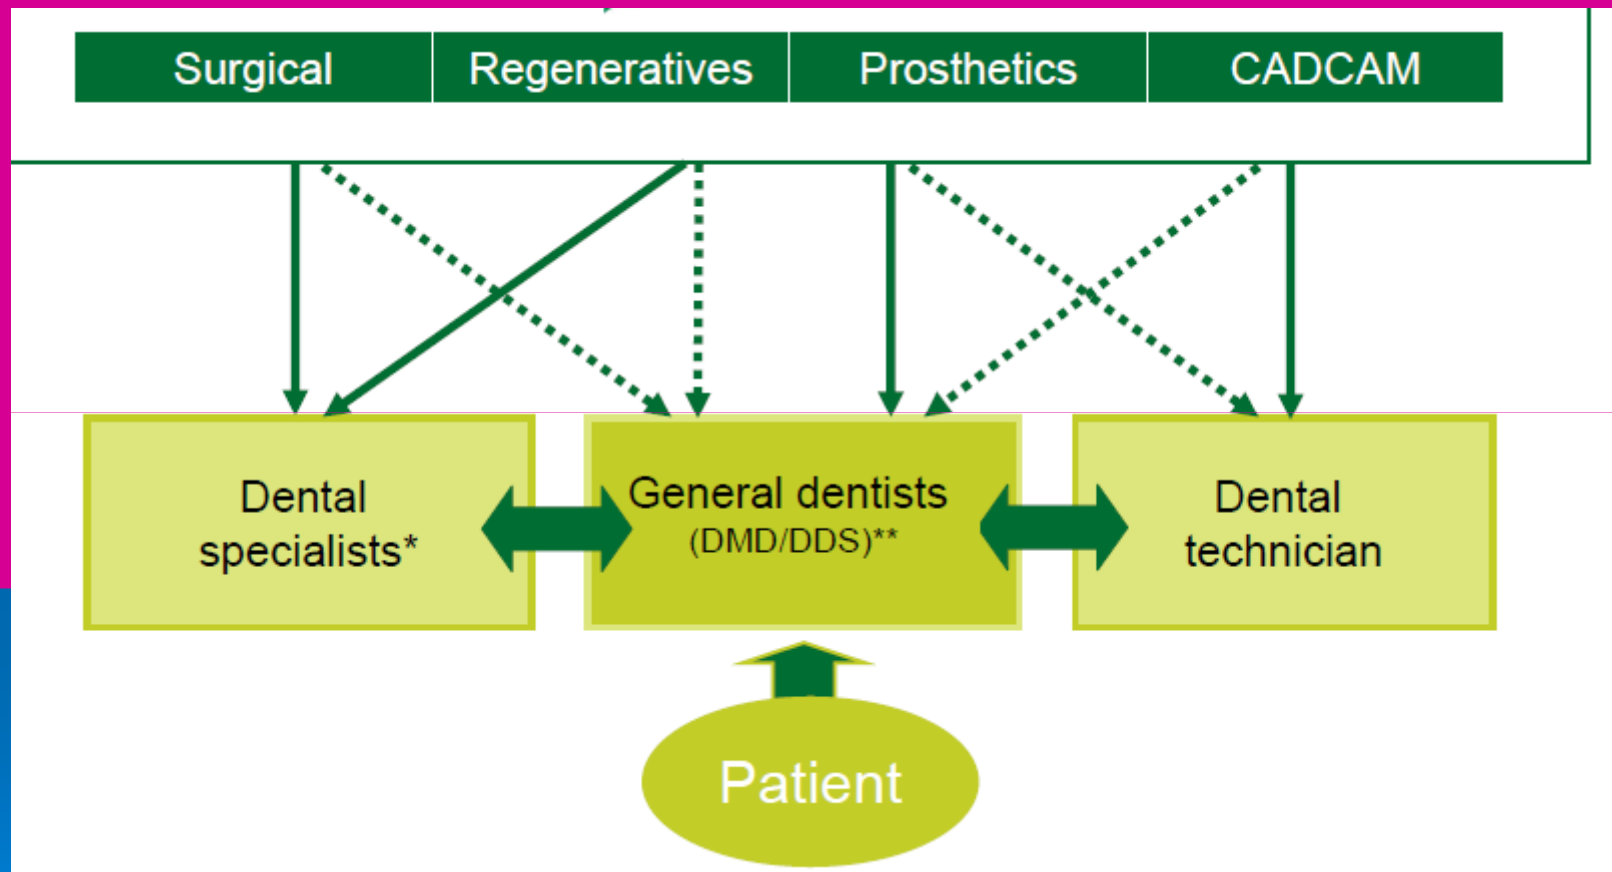 Surgical Regeneratives Prosthetics CADCAM
Dental
specialists*
General dentists
(DMD/DDS)**
Dental
technician
Patient